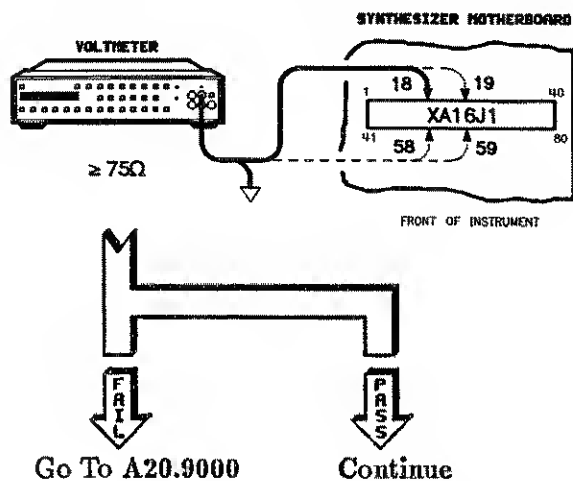 SYNTHESIZER MOTHERBOARD
VOLTMETER
18 19
1 40
XA16J1
41 80
58 59
≥ 75Ω
FRONT OF INSTRUMENT
FAIL
PASS
Go To A20.9000
Continue